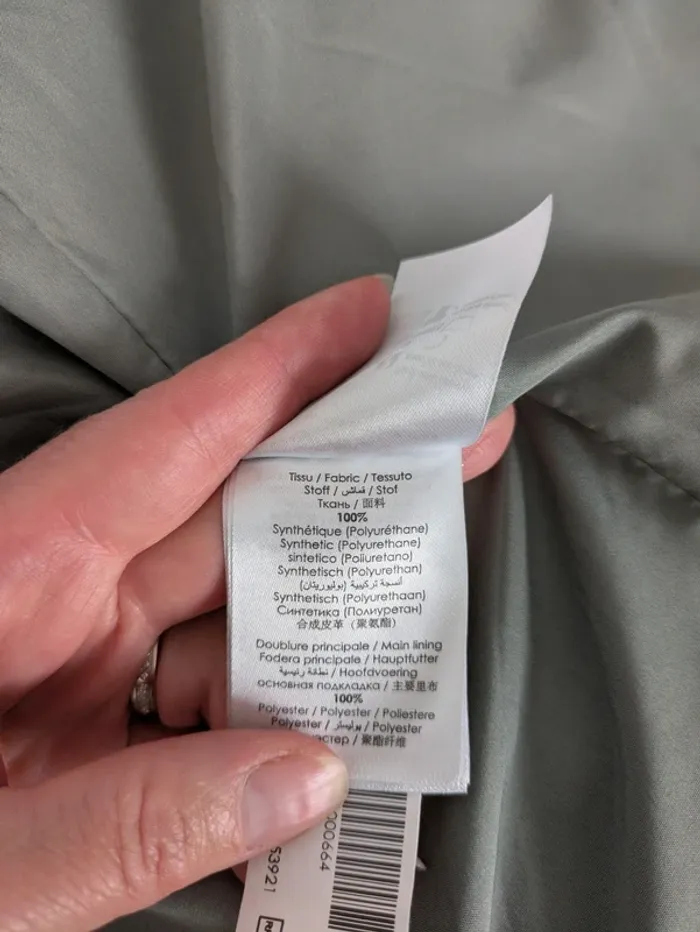 Tissu / Fabric / Tessuto
Stoff / قماش / Stof
Ткань / 面料
100%
Synthétique (Polyuréthane)
Synthetic (Polyurethane)
sintetico (Poliuretano)
Synthetisch (Polyurethan)
أنسجة تركيبية (بوليوريثان)
Synthetisch (Polyurethaan)
Синтетика (Полиуретан)
合成皮革（聚氨酯）
Doublure principale / Main lining
Fodera principale / Hauptfutter
بطانة رئيسية / Hoofdvoering
основная подкладка / 主要里布
100%
Polyester / Polyester / Poliestere
Polyester / بوليستر / Polyester
эстер / 聚酯纤维
000664
S3921